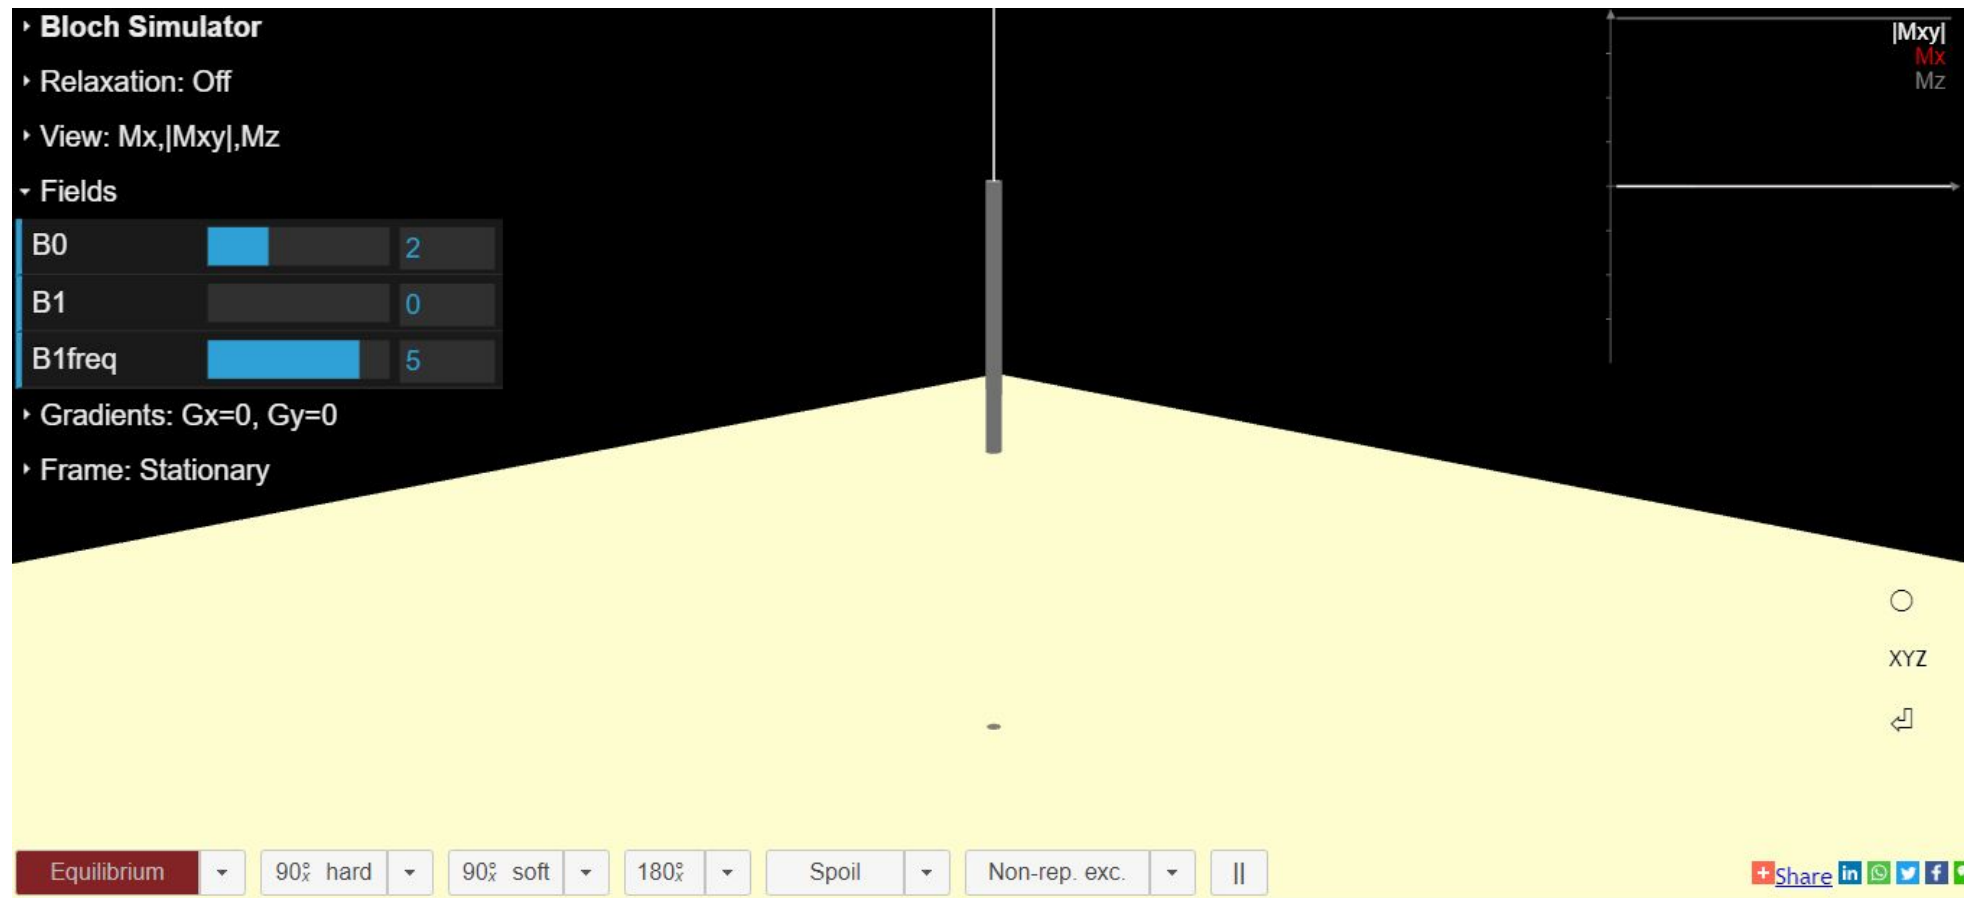 Bloch Simulator
Relaxation: Off
View: Mx,|Mxy|,Mz
Fields
B0 2
B1 0
B1freq 5
Gradients: Gx=0, Gy=0
Frame: Stationary
|Mxy|
Mx
Mz
XYZ
Equilibrium 90°x hard 90°x soft 180°x Spoil Non-rep. exc. ||
Share